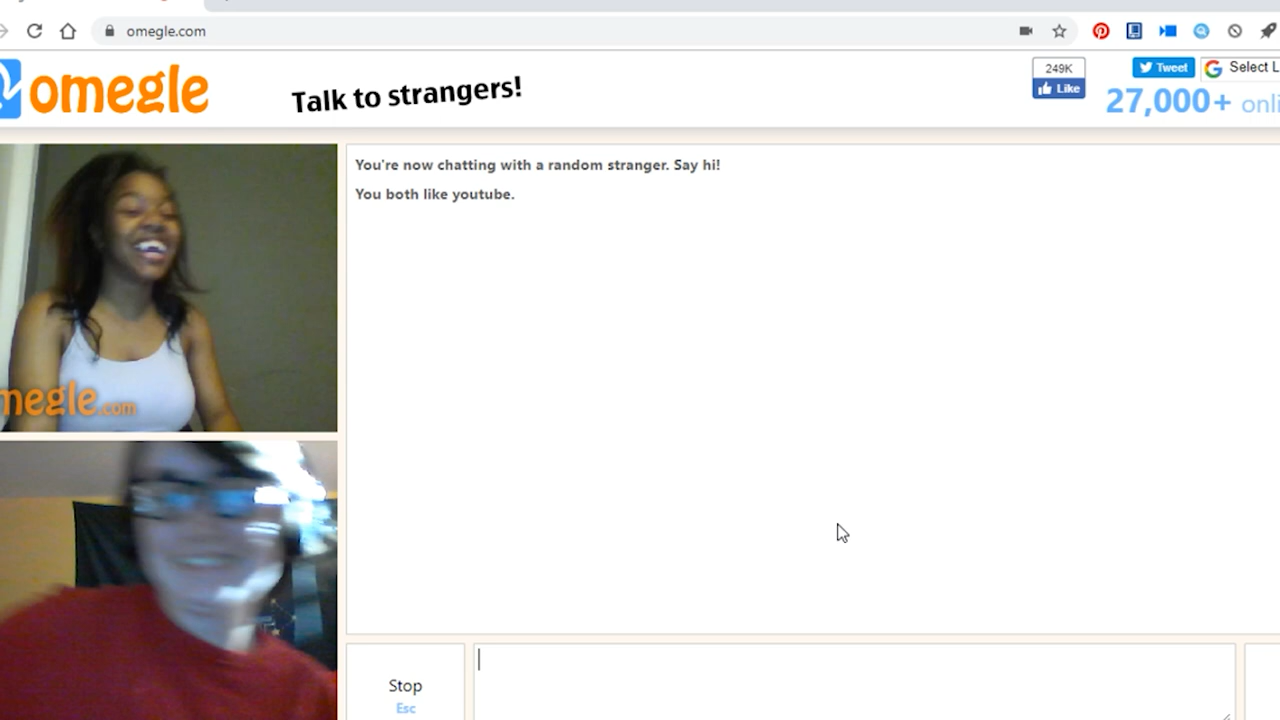 omegle.com
omegle
Talk to strangers!
249K
Like
Tweet
Select L
27,000+ onli
You're now chatting with a random stranger. Say hi!
You both like youtube.
megle.com
Stop
Esc